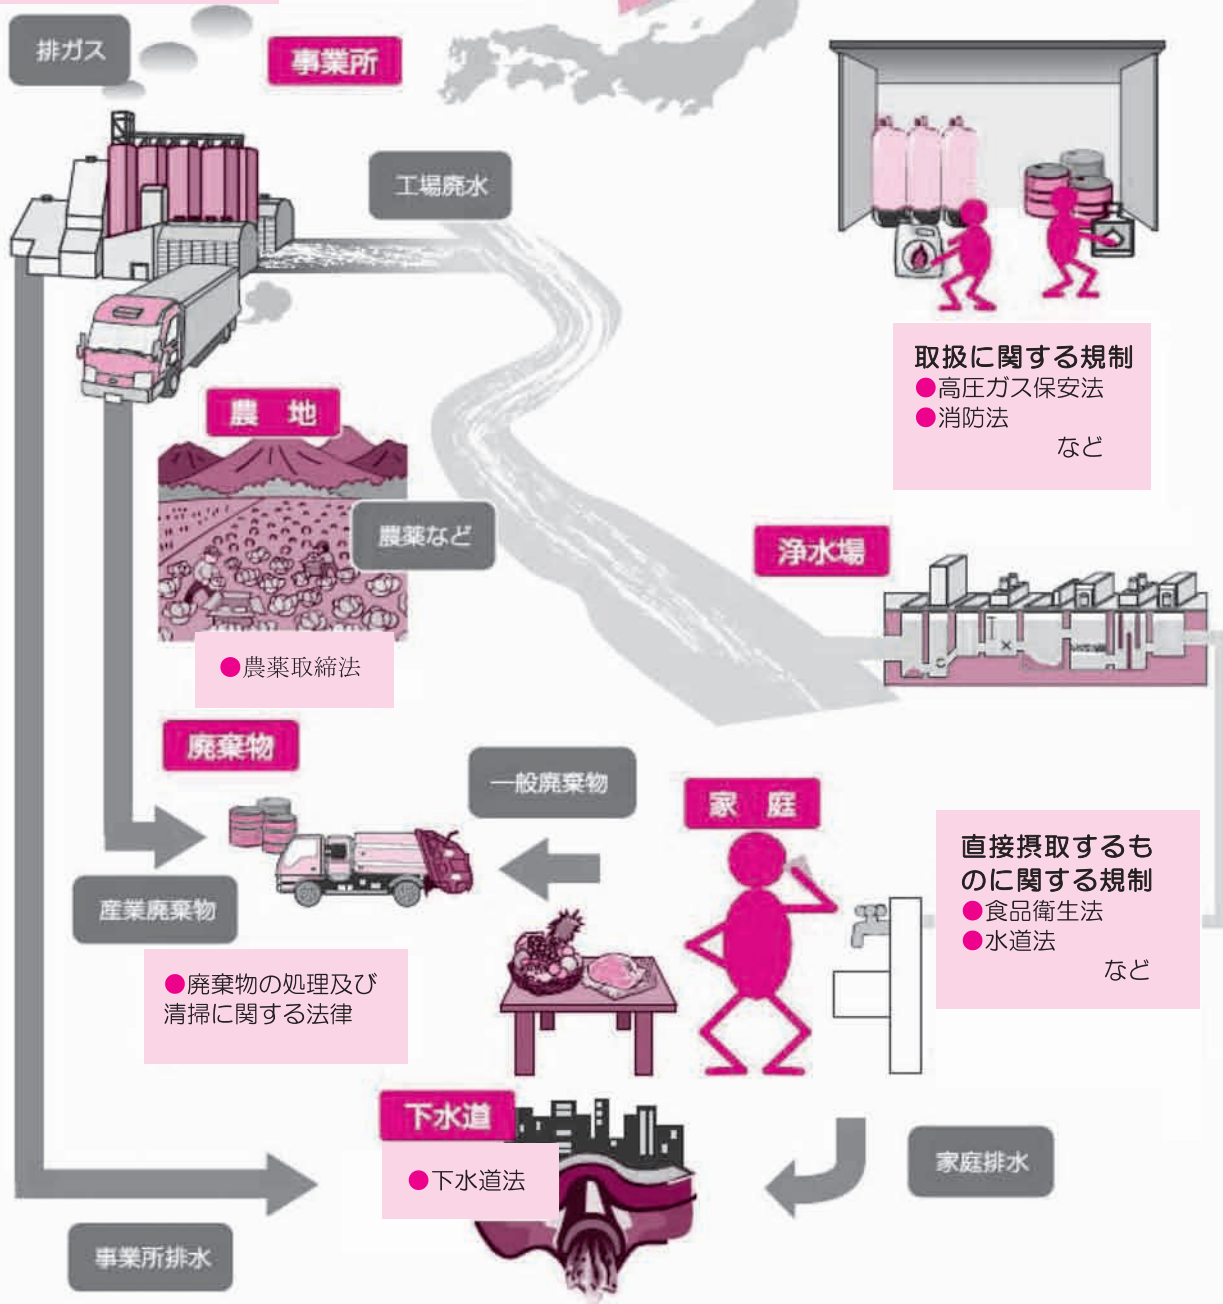 排ガス
事業所
工場廃水
取扱に関する規制
●高圧ガス保安法
●消防法
など
農 地
農薬など
●農薬取締法
浄水場
廃棄物
一般廃棄物
家 庭
産業廃棄物
●廃棄物の処理及び
清掃に関する法律
直接摂取するも
のに関する規制
●食品衛生法
●水道法
など
下水道
●下水道法
家庭排水
事業所排水